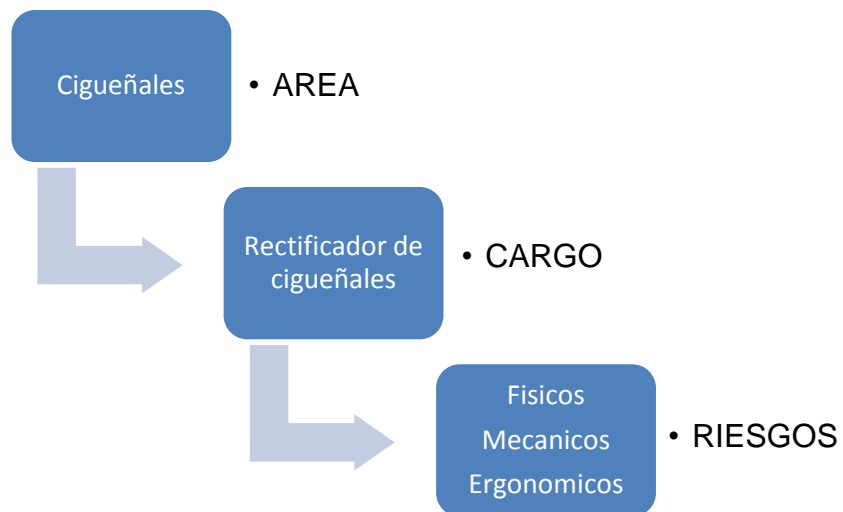 Cigueñales
• AREA
Rectificador de
cigueñales
• CARGO
Fisicos
Mecanicos
Ergonomicos
• RIESGOS